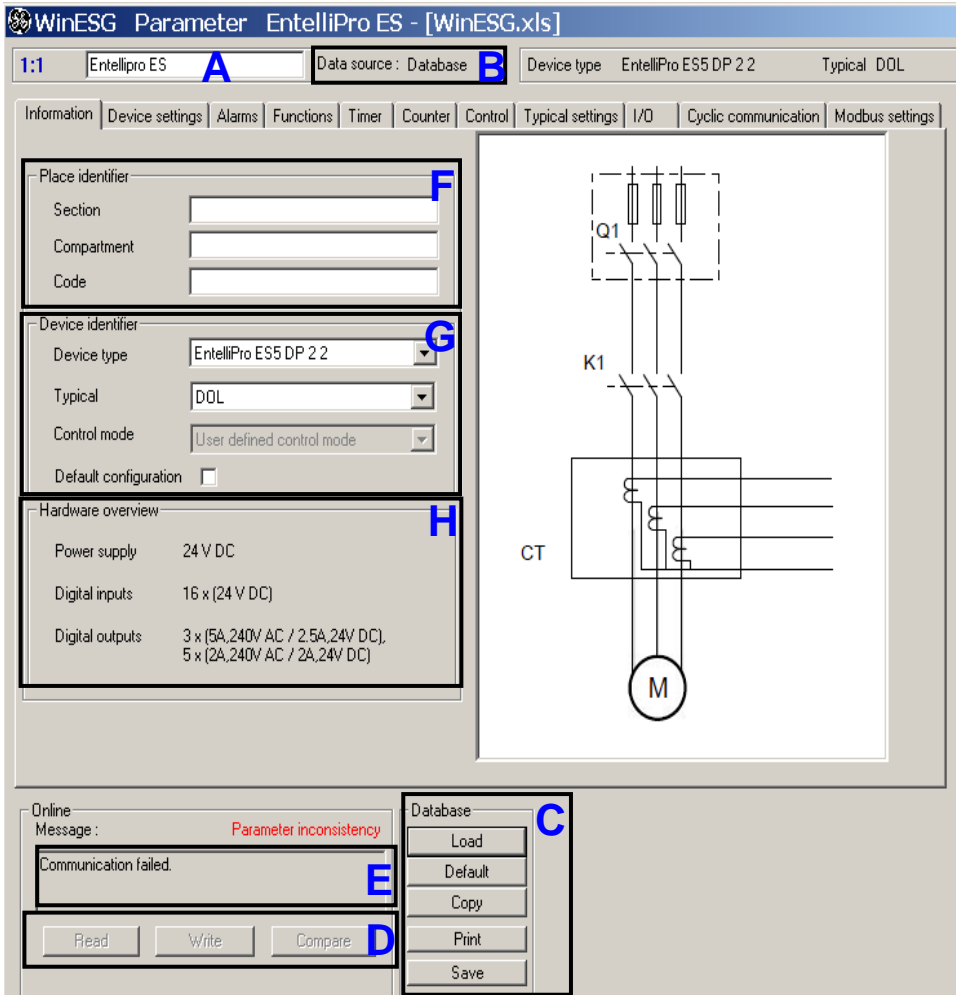 WinESG Parameter EntelliPro ES - [WinESG.xls]
1:1 Entellipro ES A Data source : Database B Device type EntelliPro ES5 DP 2 2 Typical DOL
Information Device settings Alarms Functions Timer Counter Control Typical settings I/O Cyclic communication Modbus settings
Place identifier F
Section
Compartment
Code
Device identifier G
Device type EntelliPro ES5 DP 2 2
Typical DOL
Control mode User defined control mode
Default configuration
Hardware overview H
Power supply 24 V DC
Digital inputs 16 x (24 V DC)
Digital outputs 3 x (5A,240V AC / 2.5A,24V DC),
5 x (2A,240V AC / 2A,24V DC)
Q1
K1
CT
M
Online
Message : Parameter inconsistency
Communication failed.
E
Read Write Compare D
Database C
Load
Default
Copy
Print
Save